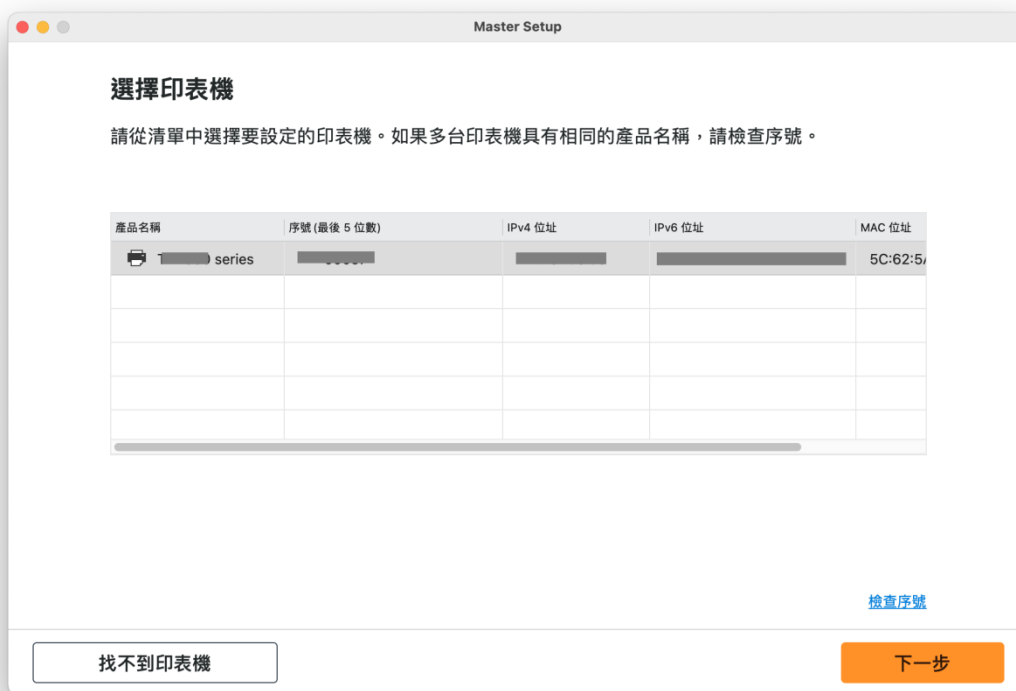 Master Setup
選擇印表機
請從清單中選擇要設定的印表機。如果多台印表機具有相同的產品名稱，請檢查序號。
產品名稱 序號 (最後 5 位數) IPv4 位址 IPv6 位址 MAC 位址
series 5C:62:5
檢查序號
找不到印表機 下一步